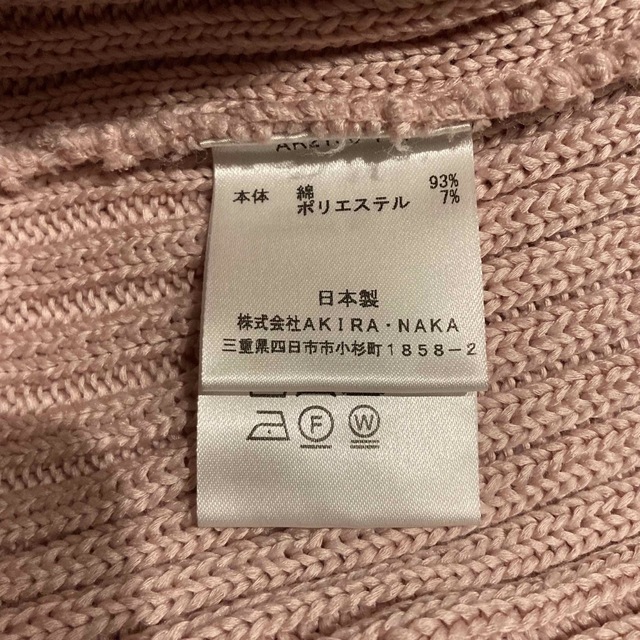 本体 綿 93%
ポリエステル 7%
日本製
株式会社AKIRA・NAKA
三重県四日市市小杉町1858-2
F W